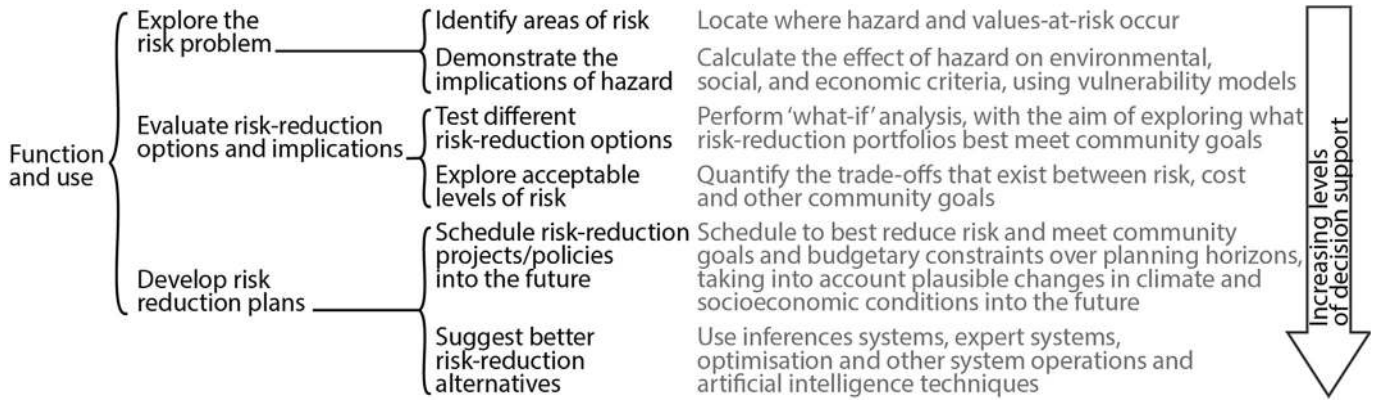 Function
and use
Explore the
risk problem
Identify areas of risk
Locate where hazard and values-at-risk occur
Demonstrate the
implications of hazard
Calculate the effect of hazard on environmental,
social, and economic criteria, using vulnerability models
Evaluate risk-reduction
options and implications
Test different
risk-reduction options
Perform ‘what-if’ analysis, with the aim of exploring what
risk-reduction portfolios best meet community goals
Explore acceptable
levels of risk
Quantify the trade-offs that exist between risk, cost
and other community goals
Develop risk
reduction plans
Schedule risk-reduction
projects/policies
into the future
Schedule to best reduce risk and meet community
goals and budgetary constraints over planning horizons,
taking into account plausible changes in climate and
socioeconomic conditions into the future
Suggest better
risk-reduction
alternatives
Use inferences systems, expert systems,
optimisation and other system operations and
artificial intelligence techniques
Increasing levels
of decision support